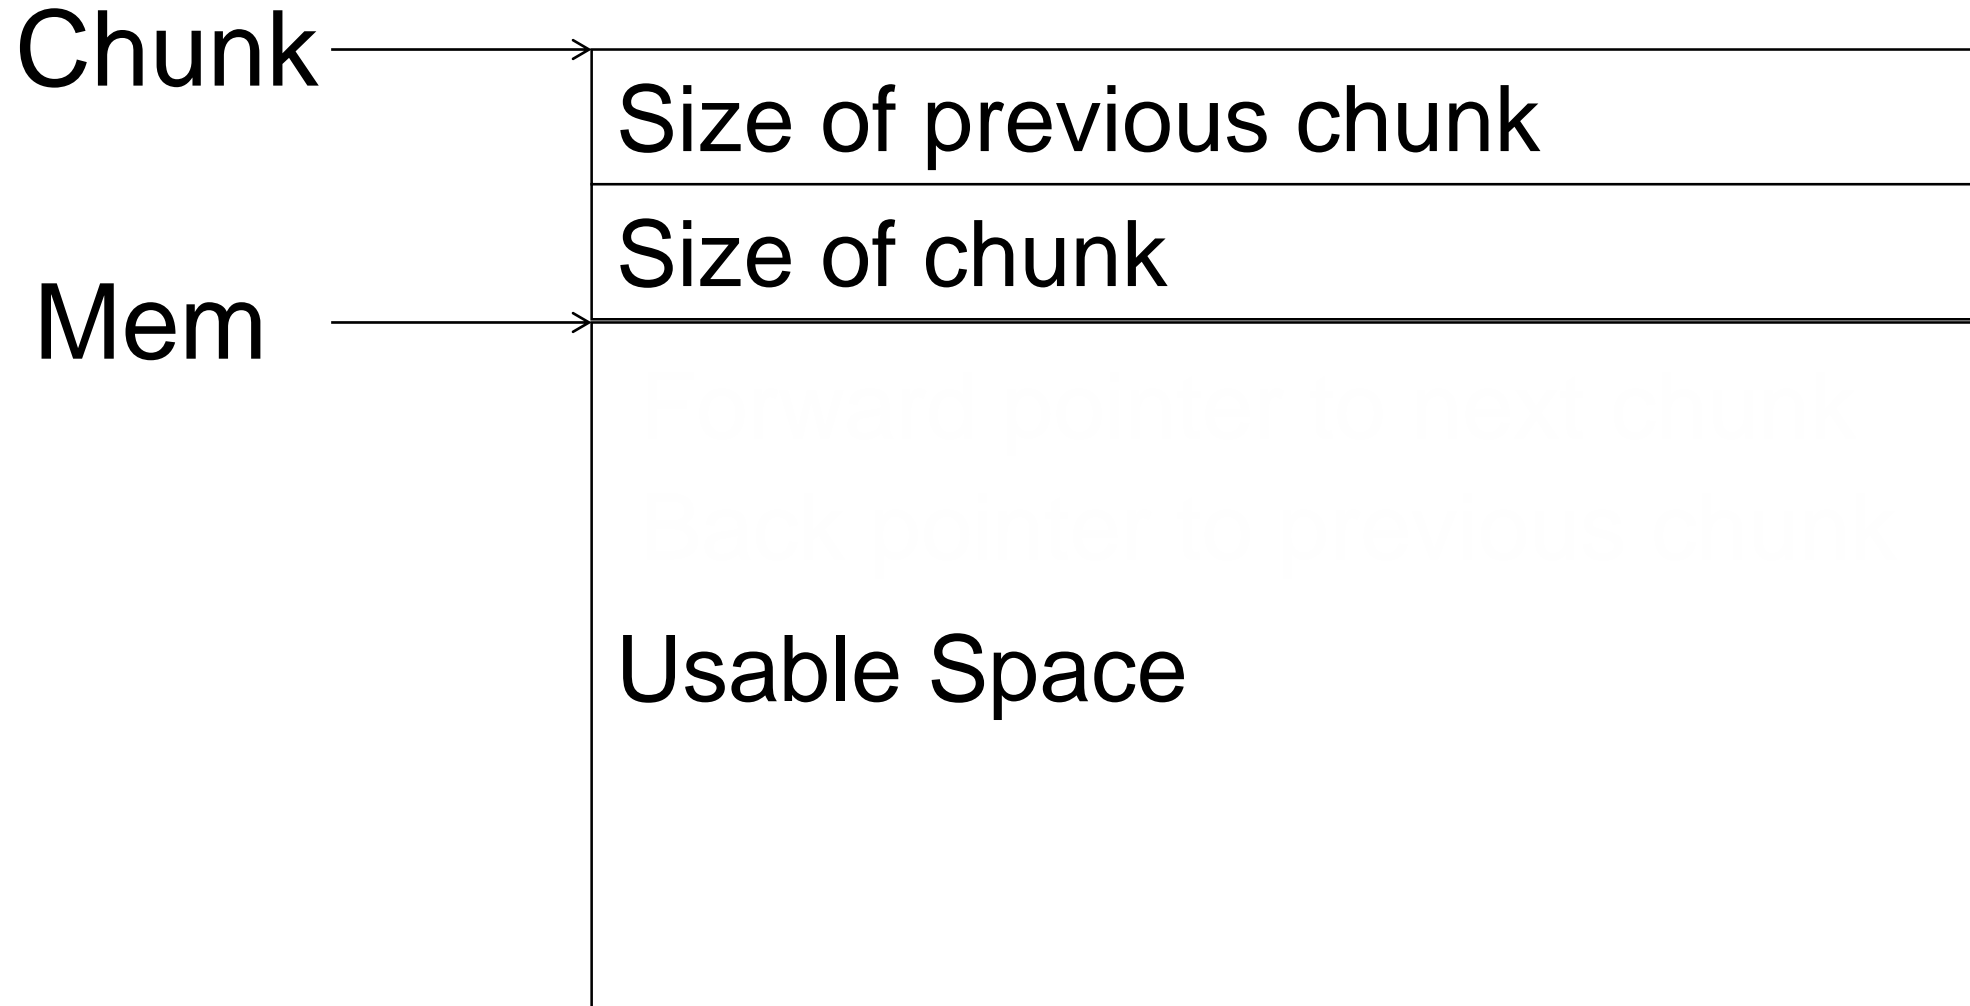 Chunk
Size of previous chunk
Size of chunk
Mem
Forward pointer to next chunk
Back pointer to previous chunk
Usable Space